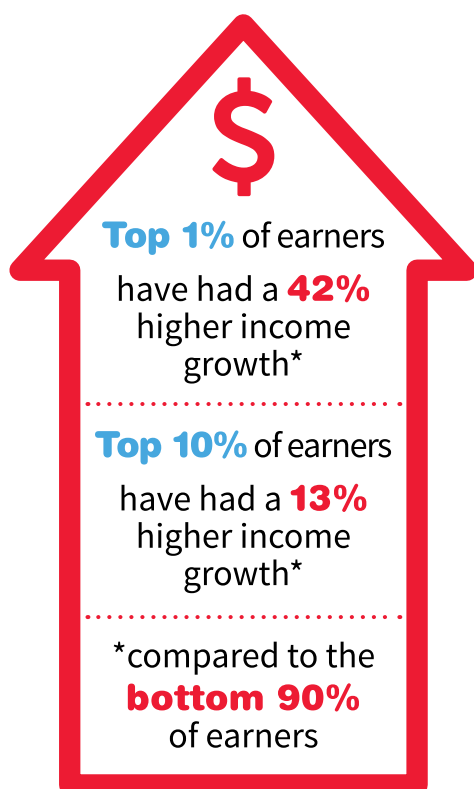 $
Top 1% of earners
have had a 42%
higher income
growth*
Top 10% of earners
have had a 13%
higher income
growth*
*compared to the
bottom 90%
of earners